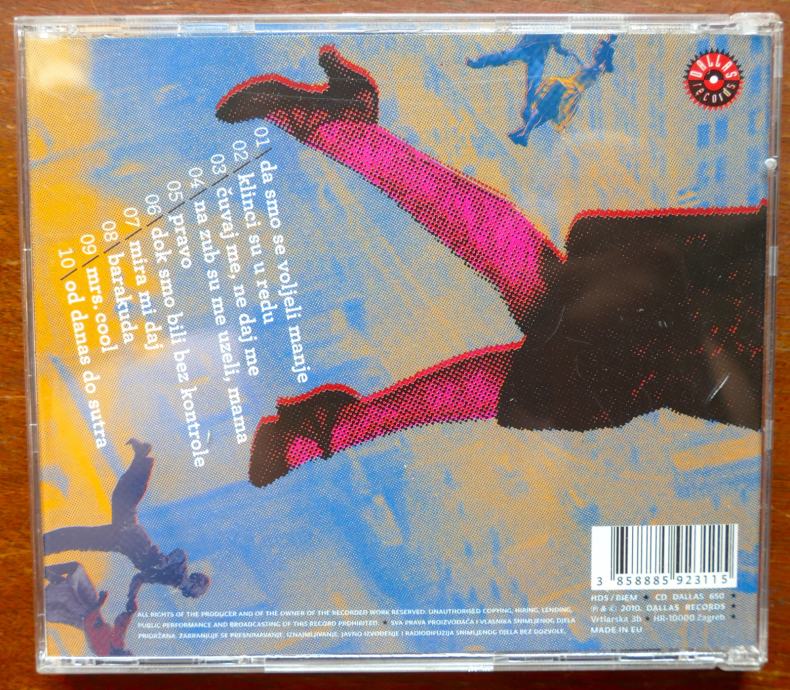 DALLAS records
01 da smo se voljeli manje
02 klinci su u redu
03 čuvaj me, ne daj me
04 na zub su me uzeli, mama
05 pravo
06 dok smo bili bez kontrole
07 mira mi daj
08 barakuda
09 mrs. cool
10 od danas do sutra
3 858885 923115
HDS / BIEM • CD DALLAS 650 •
℗ & © 2010. DALLAS RECORDS •
Vrtlarska 3b • HR-10000 Zagreb •
MADE IN EU
ALL RIGHTS OF THE PRODUCER AND OF THE OWNER OF THE RECORDED WORK RESERVED. UNAUTHORISED COPYING, HIRING, LENDING,
PUBLIC PERFORMANCE AND BROADCASTING OF THIS RECORD PROHIBITED. • SVA PRAVA PROIZVOĐAČA I VLASNIKA SNIMLJENOG DJELA
PRIDRŽANA. ZABRANJUJE SE PRESNIMAVANJE, IZNAJMLJIVANJE, JAVNO IZVOĐENJE I RADIODIFUZIJA SNIMLJENOG DJELA BEZ DOZVOLE.